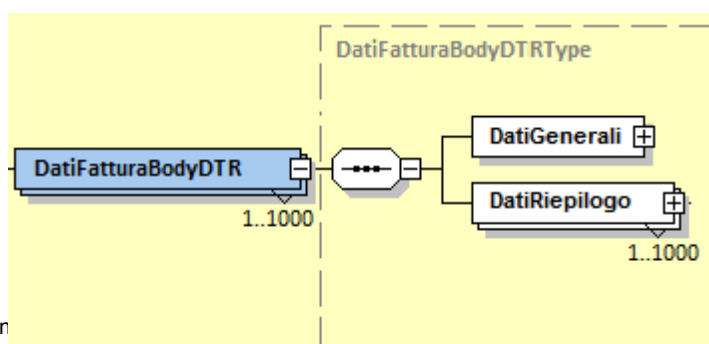 DatiFatturaBodyDTRType
DatiGenerali
DatiFatturaBodyDTR
1..1000
DatiRiepilogo
1..1000